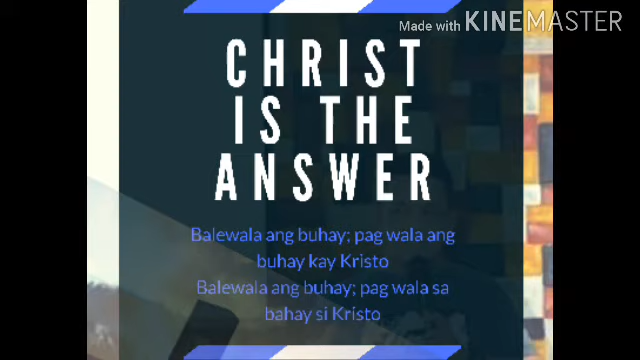 Made with KINEMASTER
CHRIST
IS THE
ANSWER
Balewala ang buhay; pag wala ang
buhay kay Kristo
Balewala ang buhay; pag wala sa
bahay si Kristo